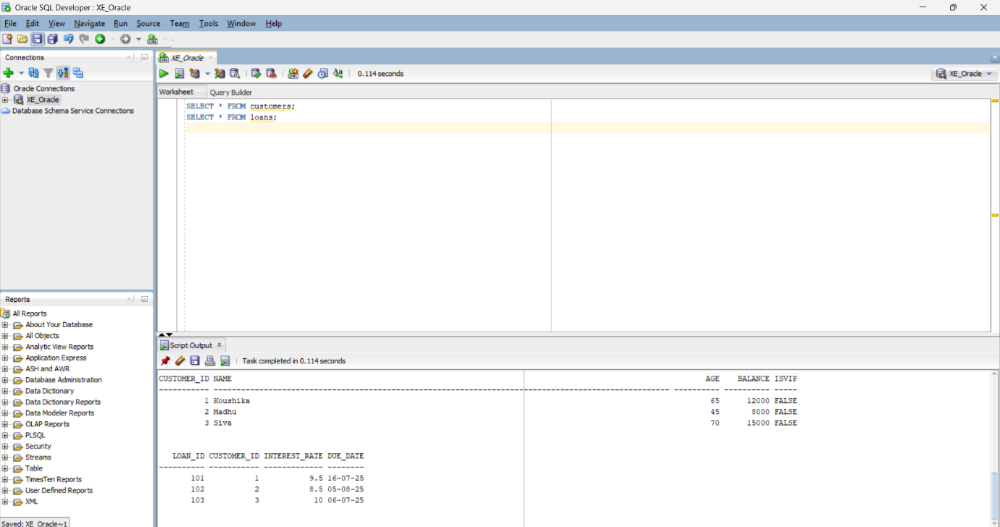 Oracle SQL Developer : XE_Oracle
File Edit View Navigate Run Source Team Tools Window Help
Connections
XE_Oracle
0.114 seconds
XE_Oracle
Oracle Connections
XE_Oracle
Database Schema Service Connections
Worksheet Query Builder
SELECT * FROM customers;
SELECT * FROM loans;
Reports
All Reports
About Your Database
All Objects
Analytic View Reports
Application Express
ASH and AWR
Database Administration
Data Dictionary
Data Dictionary Reports
Data Modeler Reports
OLAP Reports
PLSQL
Security
Streams
Table
TimesTen Reports
User Defined Reports
XML
Saved: XE_Oracle~1
Script Output
Task completed in 0.114 seconds
CUSTOMER_ID NAME AGE BALANCE ISVIP
1 Koushika 65 12000 FALSE
2 Madhu 45 8000 FALSE
3 Siva 70 15000 FALSE
LOAN_ID CUSTOMER_ID INTEREST_RATE DUE_DATE
101 1 9.5 16-07-25
102 2 8.5 05-08-25
103 3 10 06-07-25